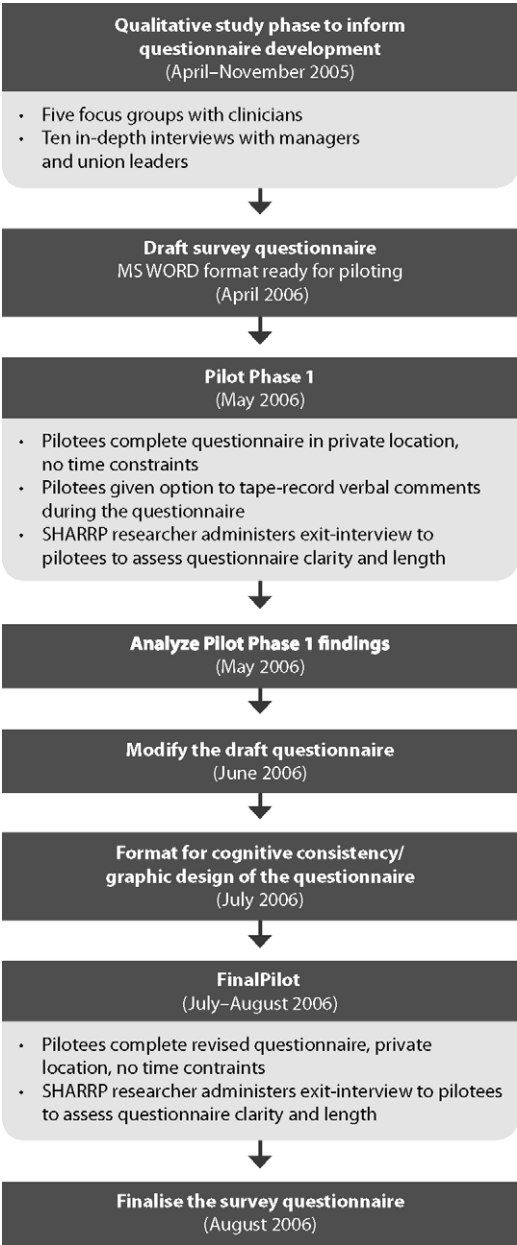 Qualitative study phase to inform
questionnaire development
(April–November 2005)
• Five focus groups with clinicians
• Ten in-depth interviews with managers
and union leaders
Draft survey questionnaire
MS WORD format ready for piloting
(April 2006)
Pilot Phase 1
(May 2006)
• Pilotees complete questionnaire in private location,
no time constraints
• Pilotees given option to tape-record verbal comments
during the questionnaire
• SHARRP researcher administers exit-interview to
pilotees to assess questionnaire clarity and length
Analyze Pilot Phase 1 findings
(May 2006)
Modify the draft questionnaire
(June 2006)
Format for cognitive consistency/
graphic design of the questionnaire
(July 2006)
FinalPilot
(July–August 2006)
• Pilotees complete revised questionnaire, private
location, no time contraints
• SHARRP researcher administers exit-interview to pilotees
to assess questionnaire clarity and length
Finalise the survey questionnaire
(August 2006)